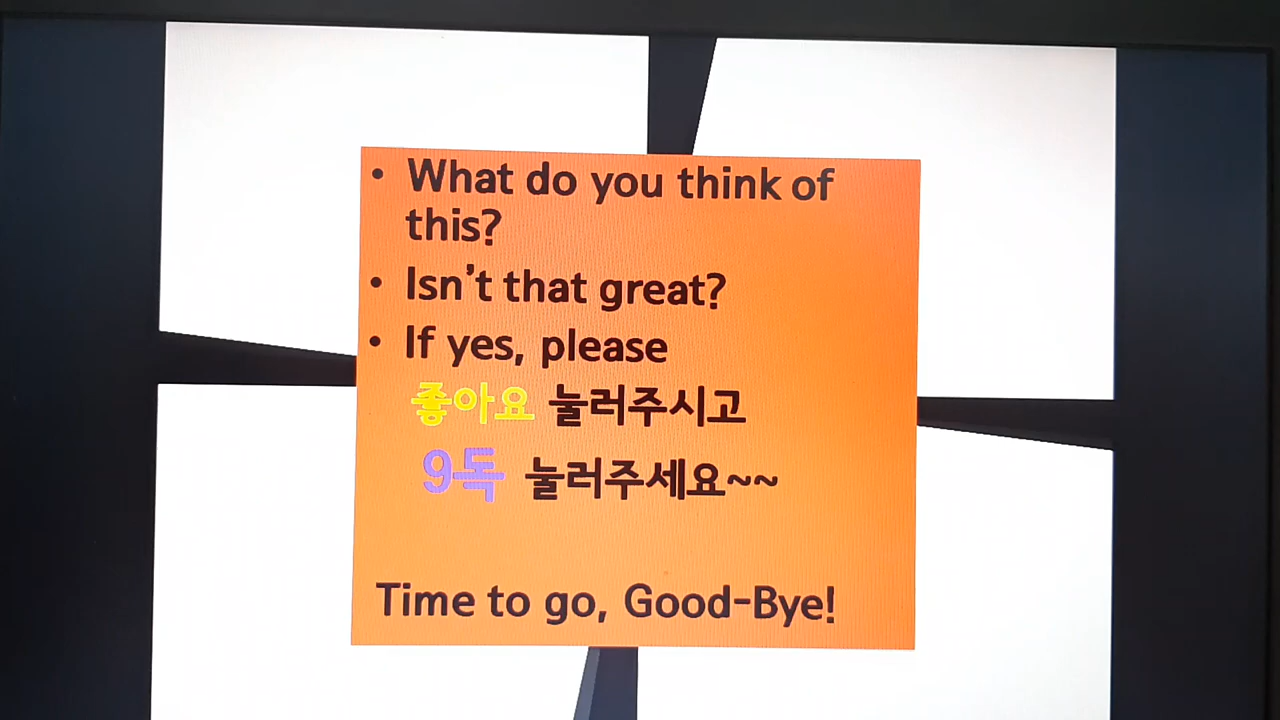 • What do you think of
this?
• Isn't that great?
• If yes, please
좋아요 눌러주시고
9독 눌러주세요~~
Time to go, Good-Bye!